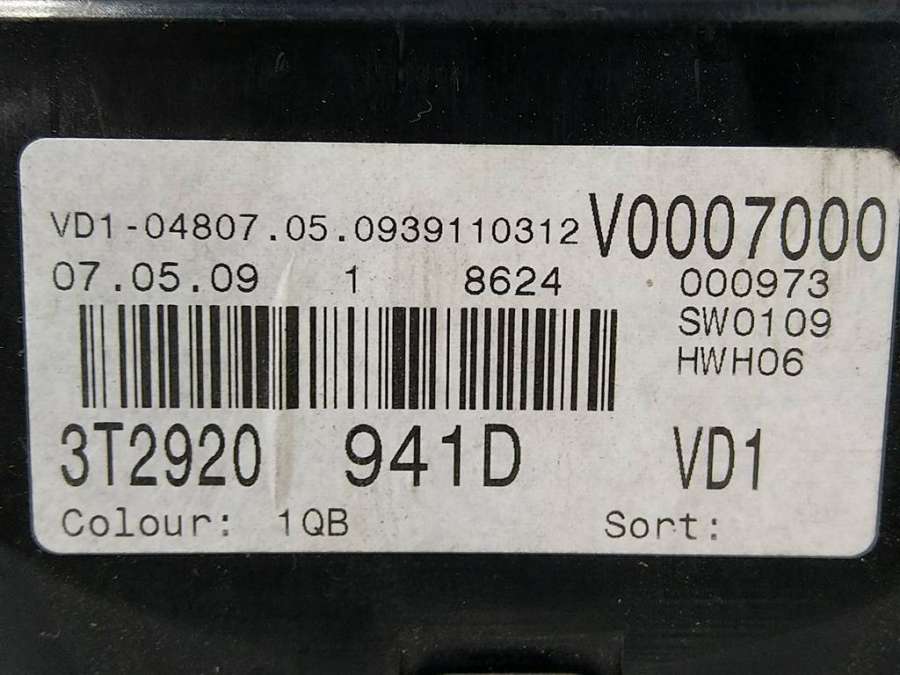 VD1-04807.05.0939110312 V0007000
07.05.09 1 8624 000973
SW0109
HWH06
3T2920 941D VD1
Colour: 1QB Sort: